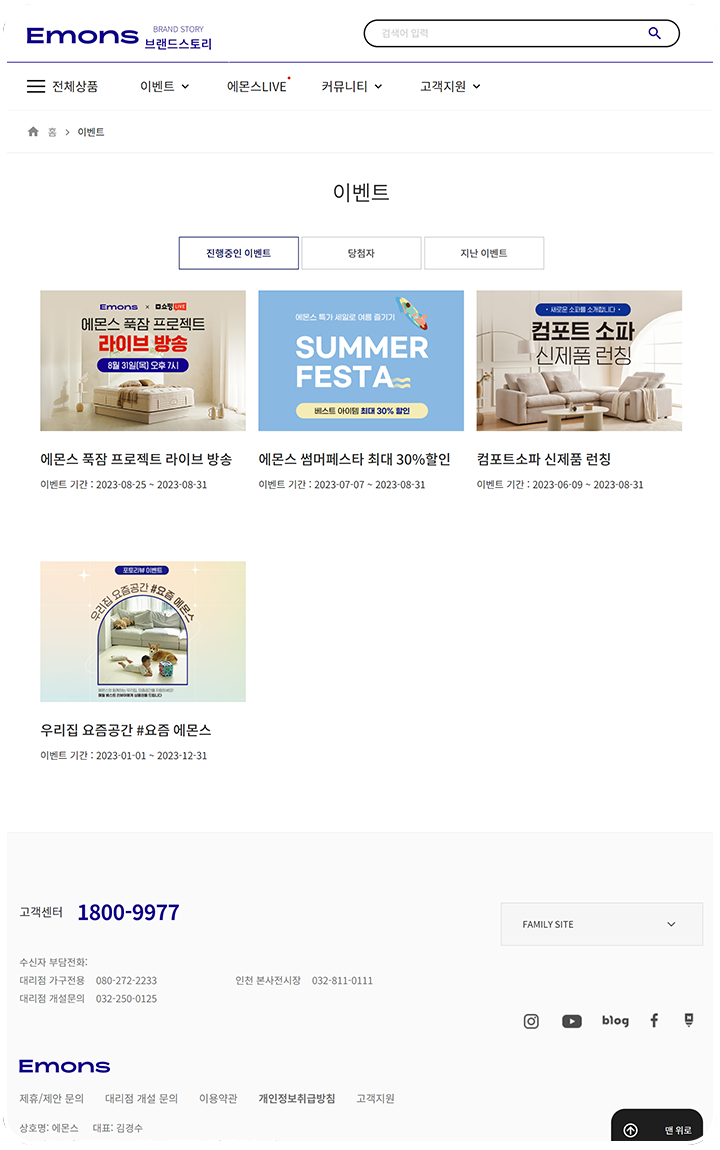 Emons
BRAND STORY
브랜드스토리
검색어 입력
전체상품
이벤트
에몬스LIVE
커뮤니티
고객지원
홈 > 이벤트
이벤트
진행중인 이벤트
당첨자
지난 이벤트
Emons × 쇼핑LIVE
에몬스 푹잠 프로젝트
라이브 방송
8월 31일(목) 오후 7시
에몬스 특가 세일로 여름 즐기기
SUMMER
FESTA
베스트 아이템 최대 30% 할인
• 새로운 소파를 소개합니다 •
컴포트 소파
신제품 런칭
에몬스 푹잠 프로젝트 라이브 방송
이벤트 기간 : 2023-08-25 ~ 2023-08-31
에몬스 썸머페스타 최대 30%할인
이벤트 기간 : 2023-07-07 ~ 2023-08-31
컴포트소파 신제품 런칭
이벤트 기간 : 2023-06-09 ~ 2023-08-31
포토리뷰 이벤트
우리집 요즘공간 #요즘 에몬스
우리집 요즘공간 #요즘 에몬스
이벤트 기간 : 2023-01-01 ~ 2023-12-31
고객센터 1800-9977
FAMILY SITE
수신자 부담전화:
대리점 가구전용 080-272-2233
인천 본사전시장 032-811-0111
대리점 개설문의 032-250-0125
blog
Emons
제휴/제안 문의
대리점 개설 문의
이용약관
개인정보취급방침
고객지원
상호명: 에몬스 대표: 김경수
맨 위로